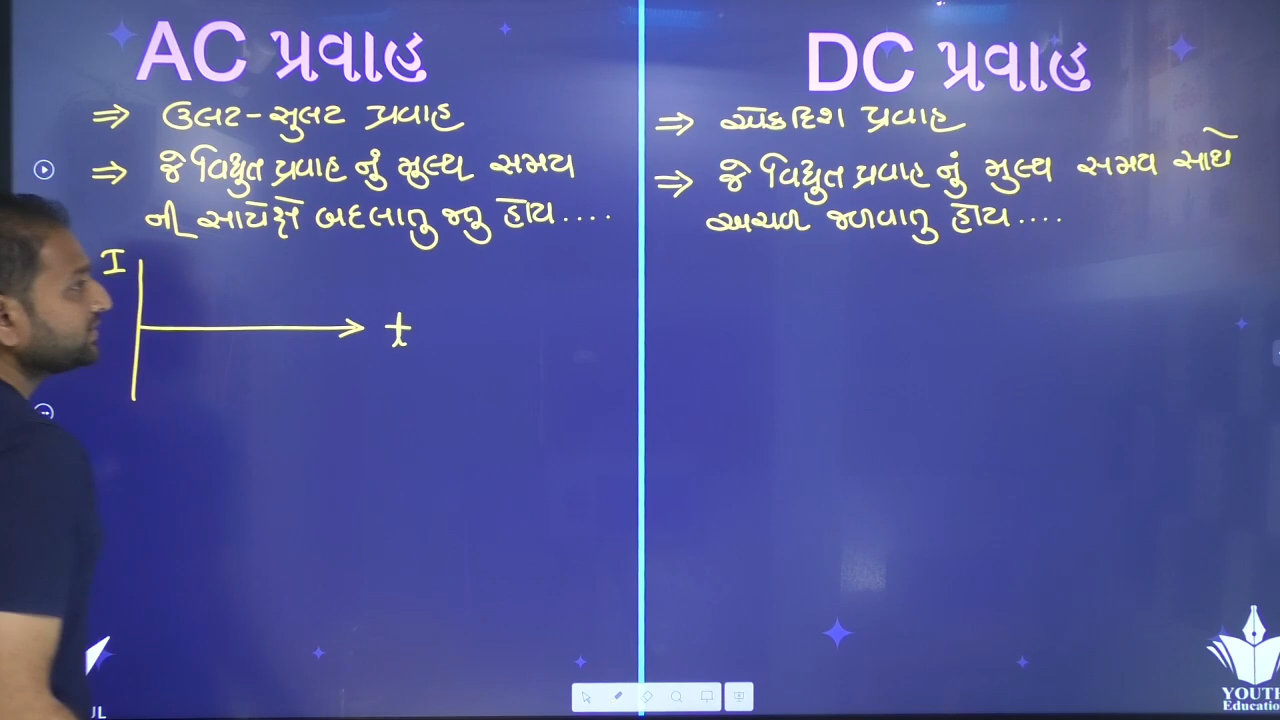 AC પ્રવાહ
⇒ ઉલટ-સુલટ પ્રવાહ
⇒ જે વિદ્યુત પ્રવાહ નું મુલ્ય સમય
ની સાપેક્ષે બદલાતુ જતુ હોય....
I
t
DC પ્રવાહ
⇒ એકદિશ પ્રવાહ
⇒ જે વિદ્યુત પ્રવાહ નું મુલ્ય સમય સાથે
અચળ જળવાતુ હોય....
YOUTH
Education
UL